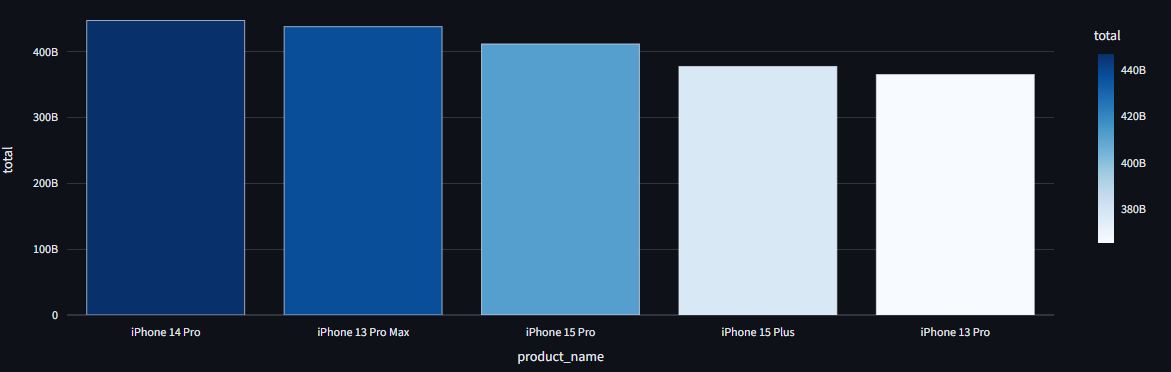 total
400B
300B
200B
100B
0
total
iPhone 14 Pro
iPhone 13 Pro Max
iPhone 15 Pro
iPhone 15 Plus
iPhone 13 Pro
product_name
440B
420B
400B
380B